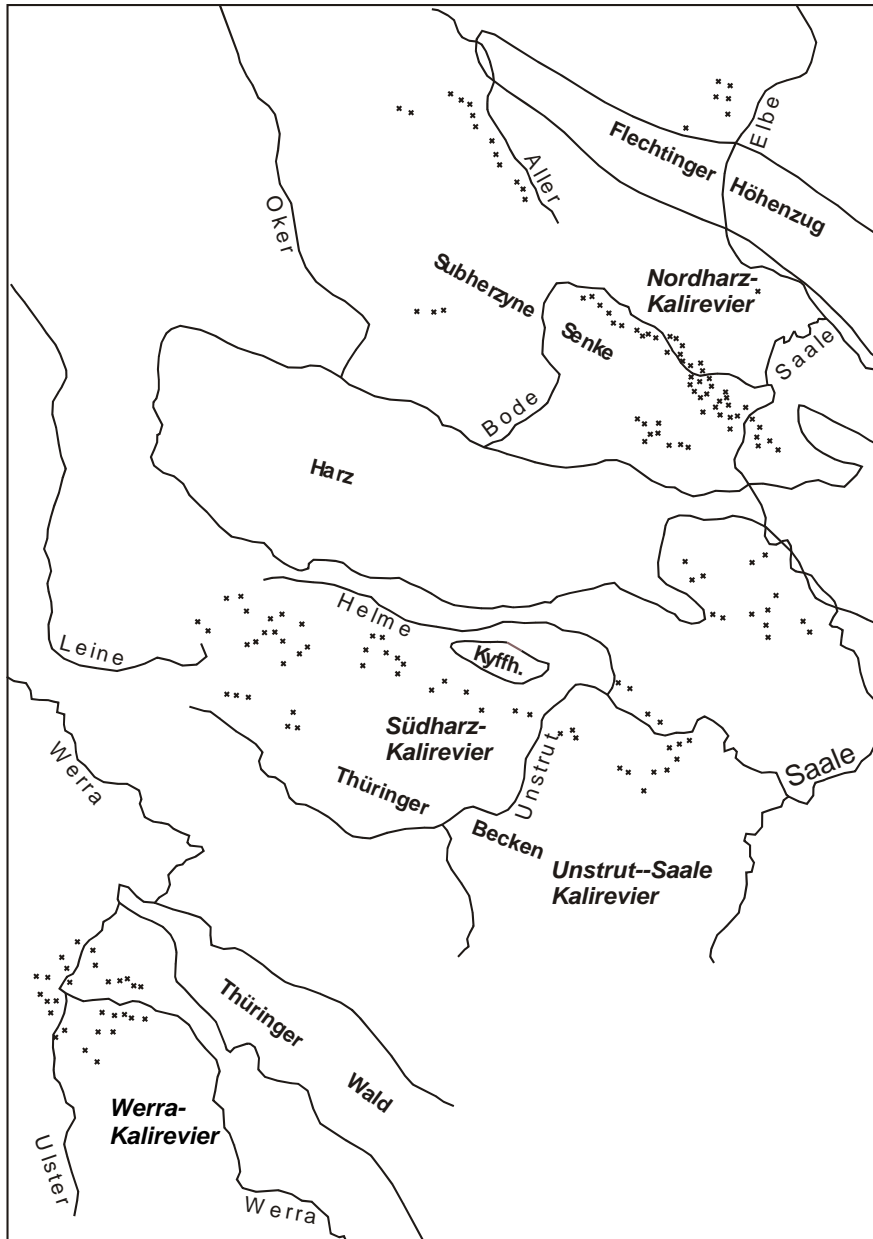 Elbe
Flechtinger
Höhenzug
Aller
Oker
Subherzyne
Senke
Nordharz-
Kalirevier
Saale
Bode
Harz
Helme
Leine
Kyffh.
Südharz-
Kalirevier
Unstrut
Werra
Thüringer
Becken
Saale
Unstrut--Saale
Kalirevier
Thüringer
Wald
Werra-
Kalirevier
Ulster
Werra